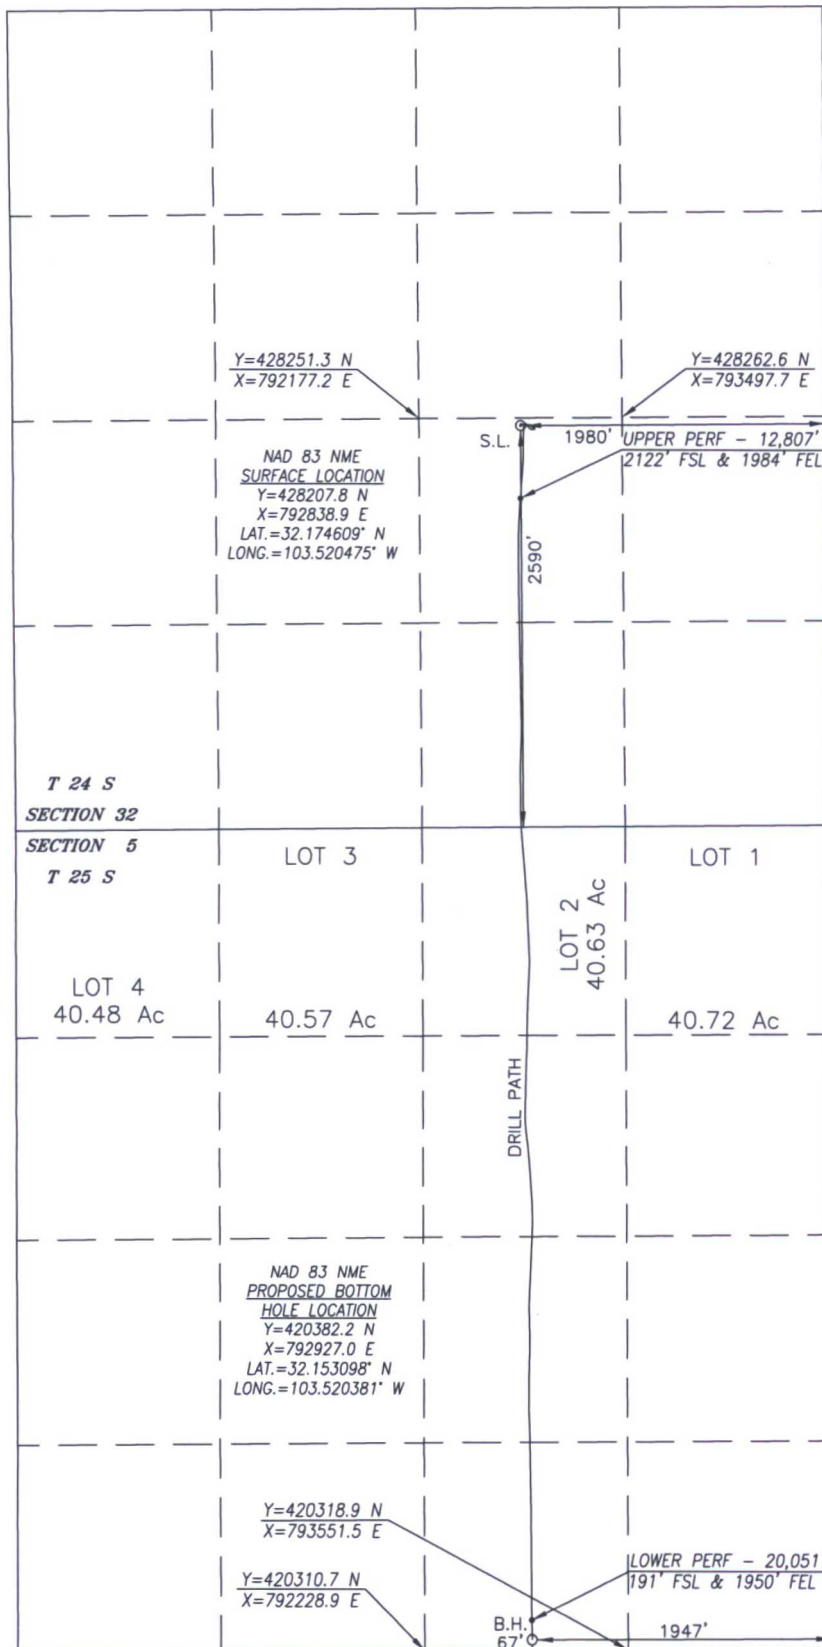 Y=428251.3 N
X=792177.2 E
Y=428262.6 N
X=793497.7 E
S.L.
1980'
UPPER PERF - 12,807'
2122' FSL & 1984' FEL
NAD 83 NME
SURFACE LOCATION
Y=428207.8 N
X=792838.9 E
LAT.=32.174609° N
LONG.=103.520475° W
2590'
T 24 S
SECTION 32
SECTION 5
T 25 S
LOT 3
LOT 1
LOT 2
40.63 Ac
LOT 4
40.48 Ac
40.57 Ac
40.72 Ac
DRILL PATH
NAD 83 NME
PROPOSED BOTTOM
HOLE LOCATION
Y=420382.2 N
X=792927.0 E
LAT.=32.153098° N
LONG.=103.520381° W
Y=420318.9 N
X=793551.5 E
LOWER PERF - 20,051
191' FSL & 1950' FEL
Y=420310.7 N
X=792228.9 E
B.H.
67'
1947'